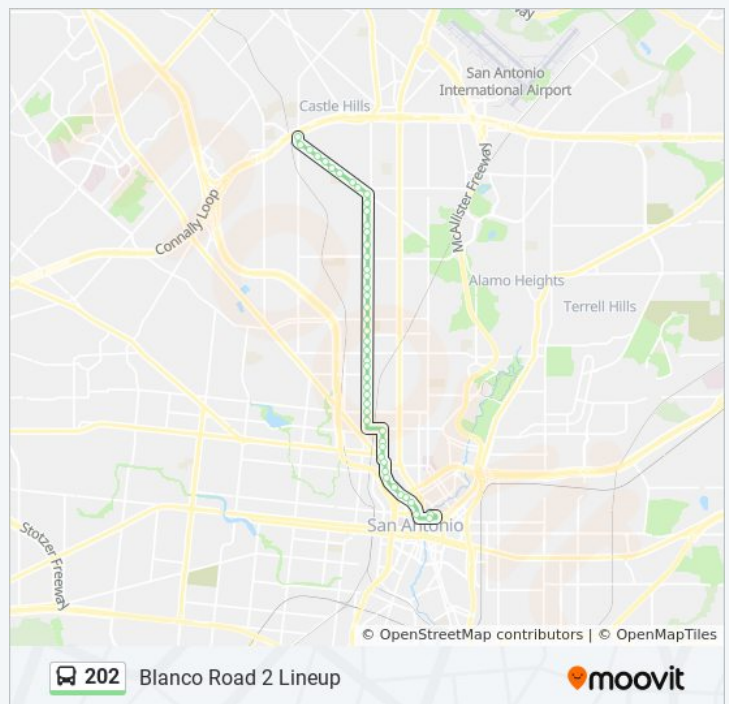 way
San Antonio
International Airport
Castle Hills
McAllister Freeway
Connally Loop
Alamo Heights
Terrell Hills
San Antonio
Stotzer Freeway
© OpenStreetMap contributors | © OpenMapTiles
202 Blanco Road 2 Lineup
moovit